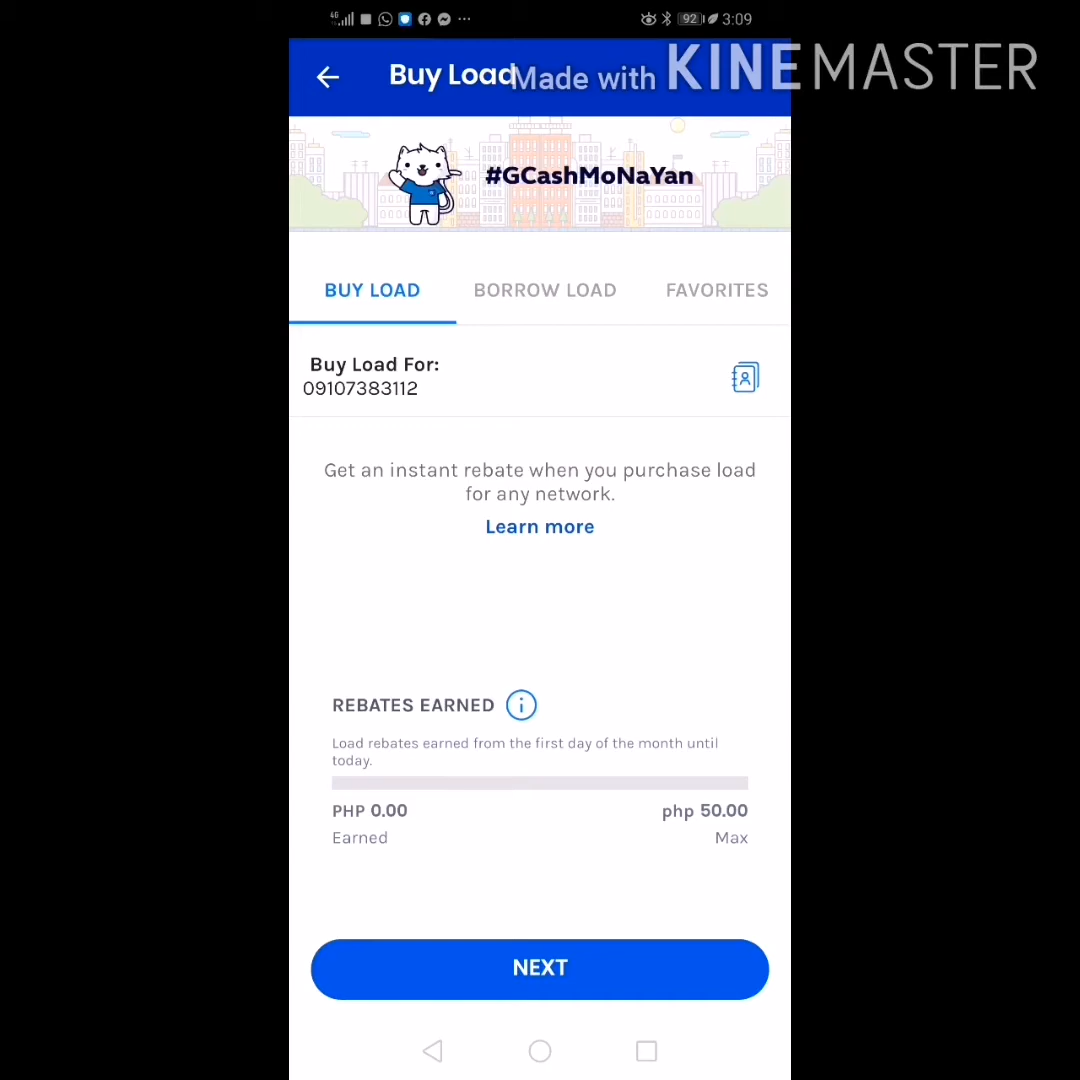 4G 92 3:09
Buy Load
Made with KINEMASTER
#GCashMoNaYan
BUY LOAD BORROW LOAD FAVORITES
Buy Load For:
09107383112
Get an instant rebate when you purchase load
for any network.
Learn more
REBATES EARNED i
Load rebates earned from the first day of the month until
today.
PHP 0.00 php 50.00
Earned Max
NEXT